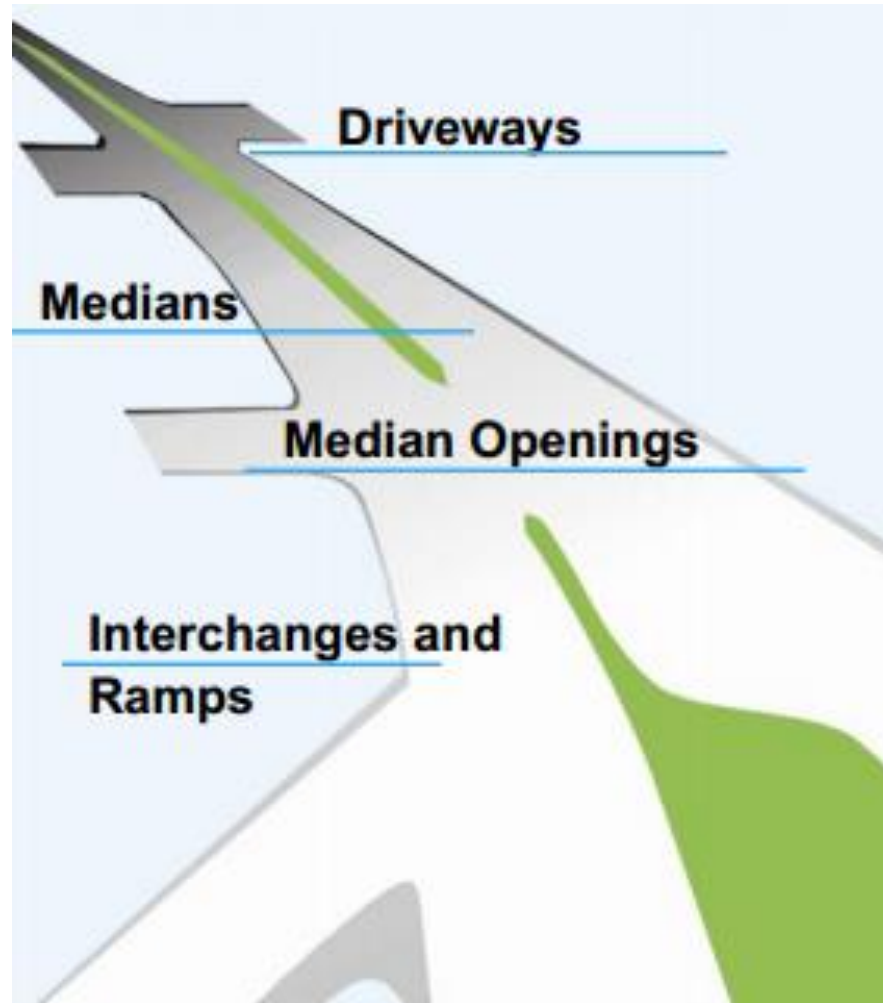 Driveways
Medians
Median Openings
Interchanges and
Ramps